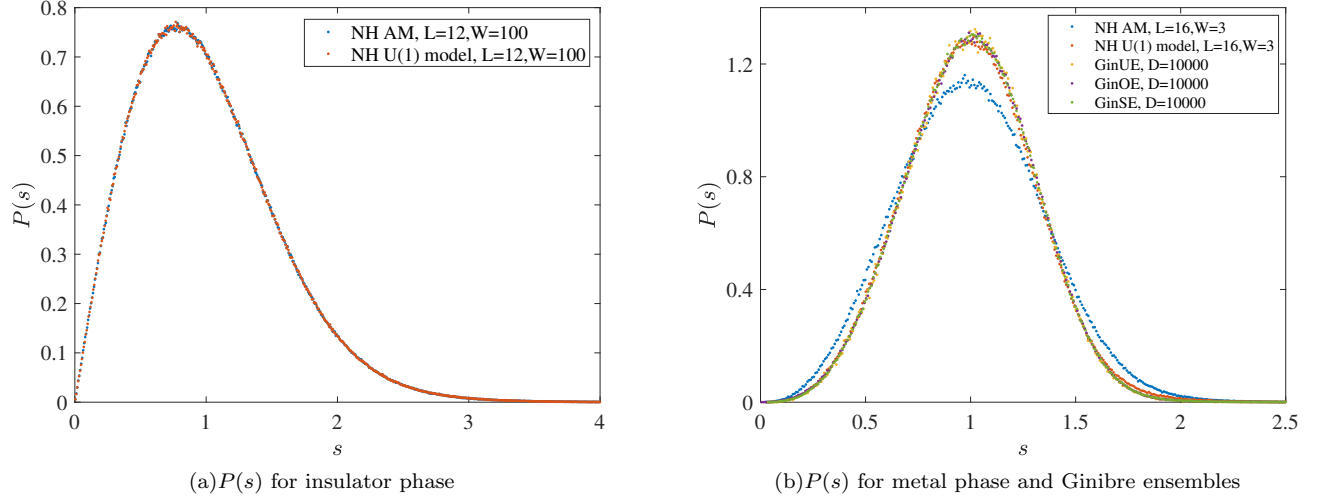 0.8
0.7
0.6
0.5
0.4
0.3
0.2
0.1
0
P(s)
0 1 2 3 4
s
NH AM, L=12,W=100
NH U(1) model, L=12,W=100
(a)P(s) for insulator phase
1.2
0.8
0.4
0
P(s)
0 0.5 1 1.5 2 2.5
s
NH AM, L=16,W=3
NH U(1) model, L=16,W=3
GinUE, D=10000
GinOE, D=10000
GinSE, D=10000
(b)P(s) for metal phase and Ginibre ensembles